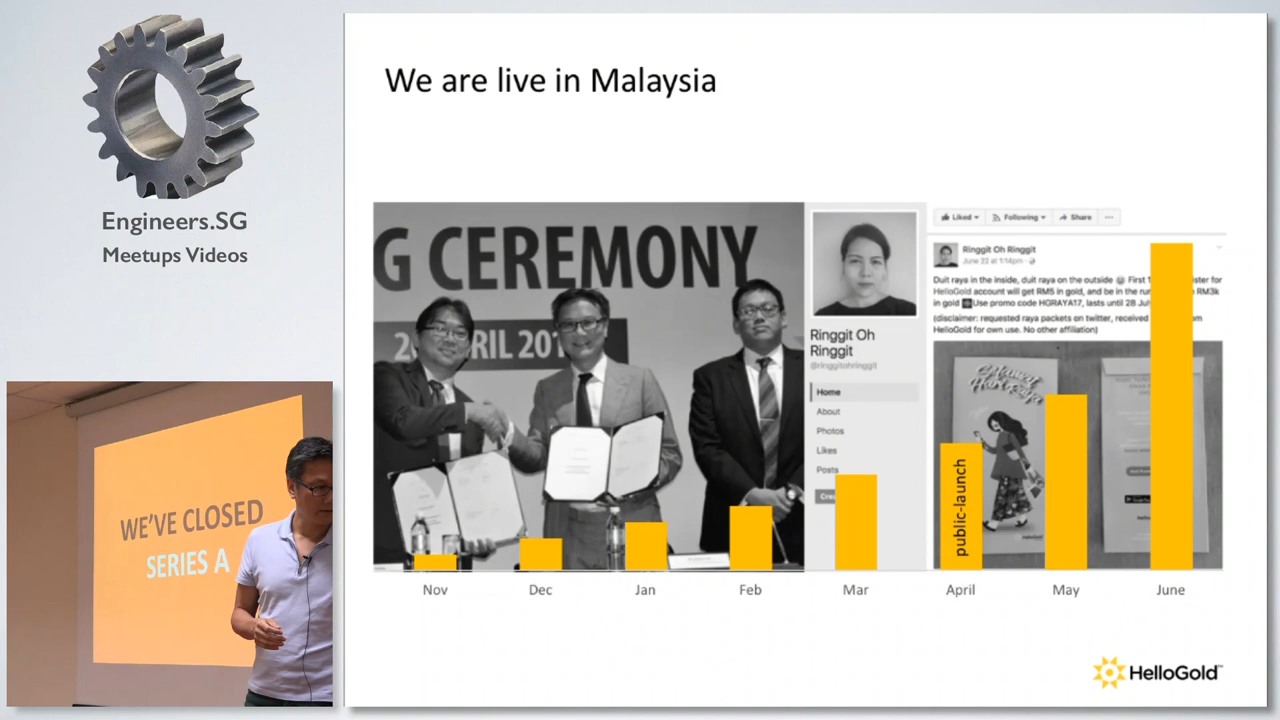 Engineers.SG
Meetups Videos
WE'VE CLOSED
SERIES A
We are live in Malaysia
G CEREMONY
RIL 201
Ringgit Oh
Ringgit
@ringgitohringgit
Home
About
Photos
Likes
Posts
Liked
Following
Share
Ringgit Oh Ringgit
June 22 at 1:14pm
Duit raya in the inside, duit raya on the outside First
HelloGold account will get RM5 in gold, and be in the RM3k
in gold Use promo code HGRAYA17, lasts until 28
(disclaimer: requested raya packets on twitter, received
HelloGold for own use. No other affiliation)
public-launch
Nov
Dec
Jan
Feb
Mar
April
May
June
HelloGold™